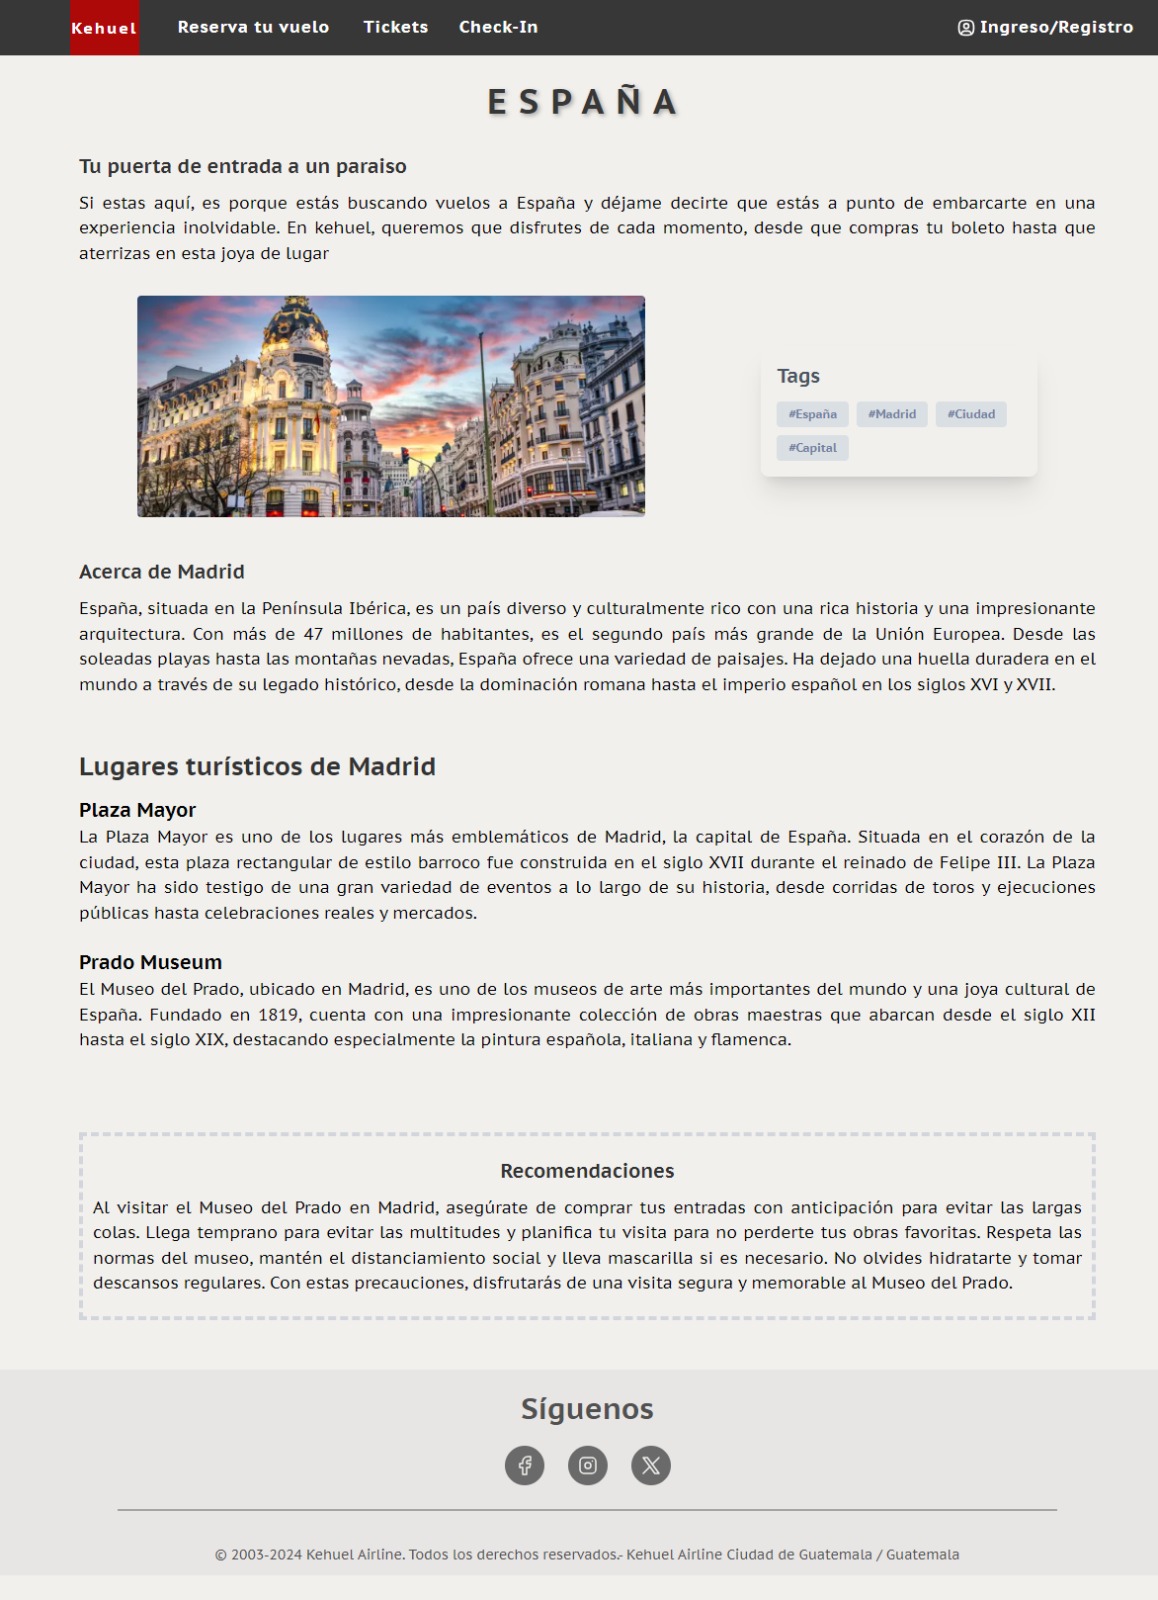 Kehuel
Reserva tu vuelo
Tickets
Check-In
Ingreso/Registro
ESPAÑA
Tu puerta de entrada a un paraiso
Si estas aquí, es porque estás buscando vuelos a España y déjame decirte que estás a punto de embarcarte en una
experiencia inolvidable. En kehuel, queremos que disfrutes de cada momento, desde que compras tu boleto hasta que
aterrizas en esta joya de lugar
Tags
#España
#Madrid
#Ciudad
#Capital
Acerca de Madrid
España, situada en la Península Ibérica, es un país diverso y culturalmente rico con una rica historia y una impresionante
arquitectura. Con más de 47 millones de habitantes, es el segundo país más grande de la Unión Europea. Desde las
soleadas playas hasta las montañas nevadas, España ofrece una variedad de paisajes. Ha dejado una huella duradera en el
mundo a través de su legado histórico, desde la dominación romana hasta el imperio español en los siglos XVI y XVII.
Lugares turísticos de Madrid
Plaza Mayor
La Plaza Mayor es uno de los lugares más emblemáticos de Madrid, la capital de España. Situada en el corazón de la
ciudad, esta plaza rectangular de estilo barroco fue construida en el siglo XVII durante el reinado de Felipe III. La Plaza
Mayor ha sido testigo de una gran variedad de eventos a lo largo de su historia, desde corridas de toros y ejecuciones
públicas hasta celebraciones reales y mercados.
Prado Museum
El Museo del Prado, ubicado en Madrid, es uno de los museos de arte más importantes del mundo y una joya cultural de
España. Fundado en 1819, cuenta con una impresionante colección de obras maestras que abarcan desde el siglo XII
hasta el siglo XIX, destacando especialmente la pintura española, italiana y flamenca.
Recomendaciones
Al visitar el Museo del Prado en Madrid, asegúrate de comprar tus entradas con anticipación para evitar las largas
colas. Llega temprano para evitar las multitudes y planifica tu visita para no perderte tus obras favoritas. Respeta las
normas del museo, mantén el distanciamiento social y lleva mascarilla si es necesario. No olvides hidratarte y tomar
descansos regulares. Con estas precauciones, disfrutarás de una visita segura y memorable al Museo del Prado.
Síguenos
© 2003-2024 Kehuel Airline. Todos los derechos reservados.- Kehuel Airline Ciudad de Guatemala / Guatemala